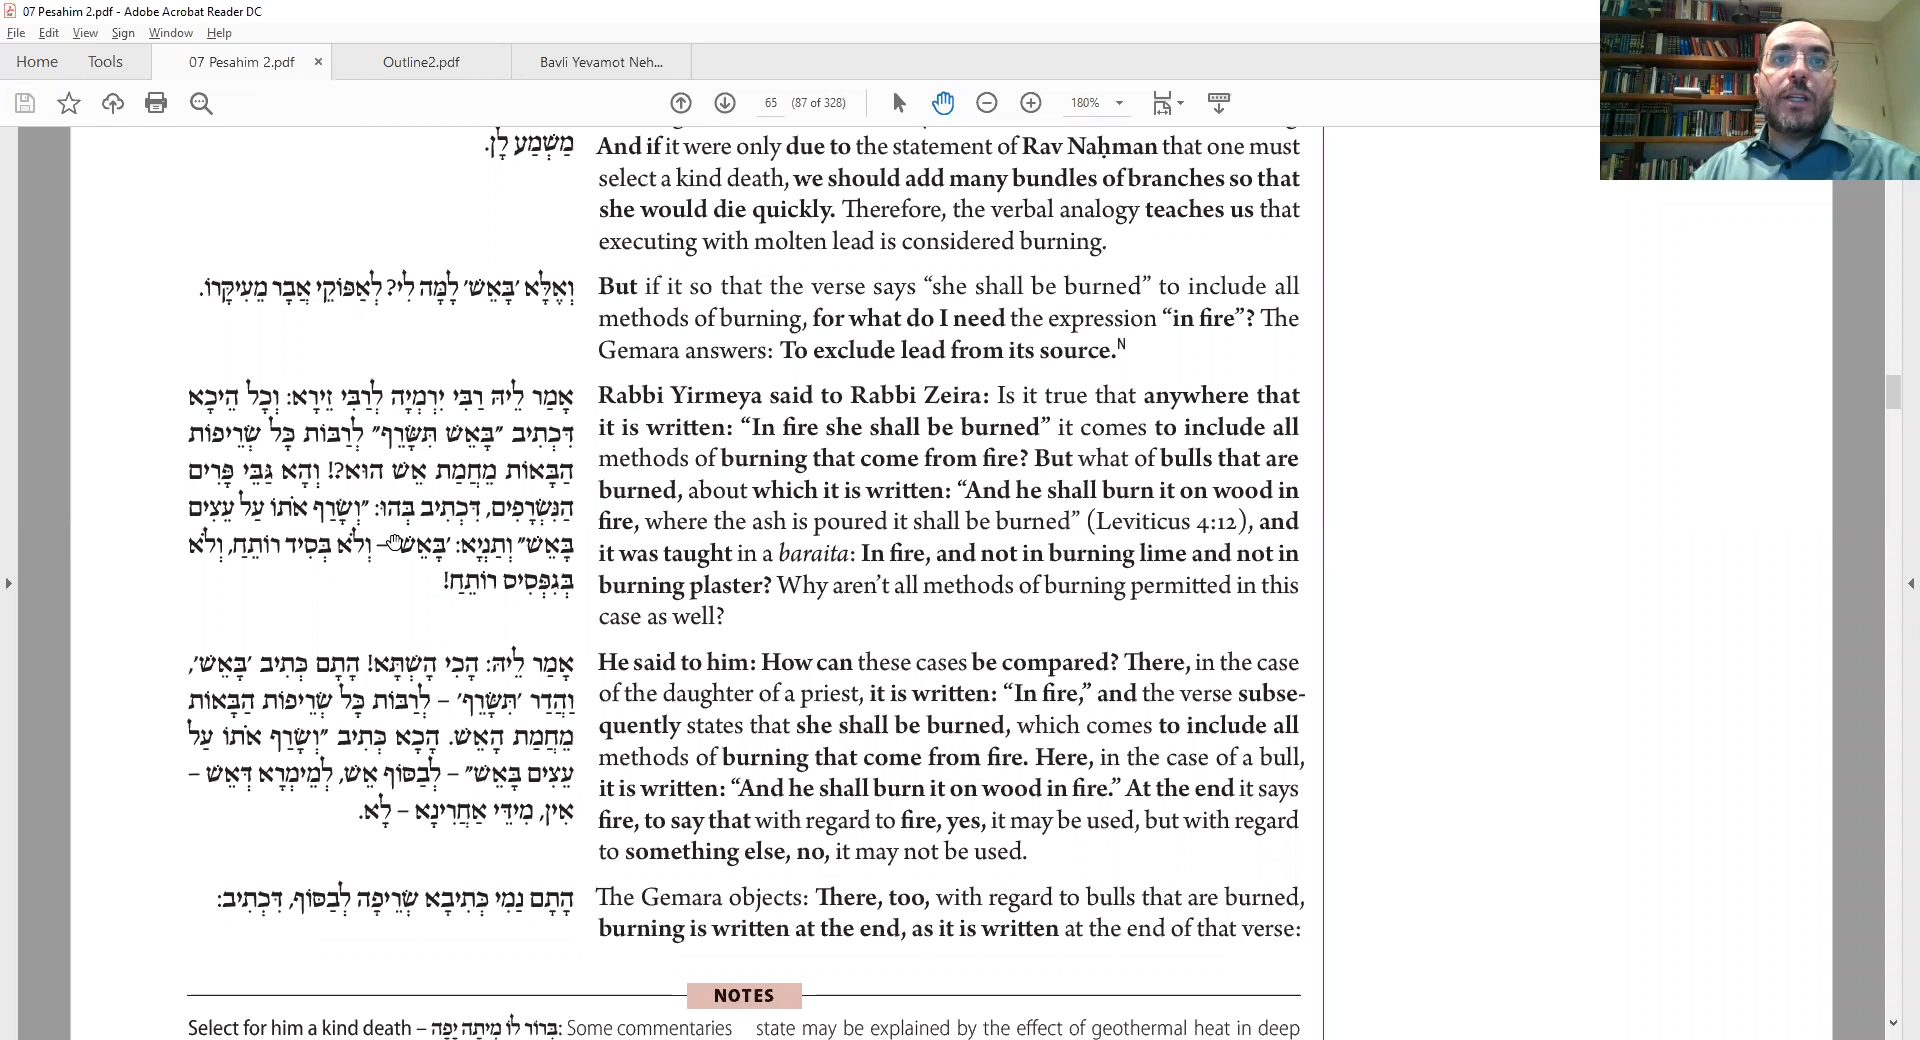 07 Pesahim 2.pdf - Adobe Acrobat Reader DC
File Edit View Sign Window Help
Home Tools 07 Pesahim 2.pdf × Outline2.pdf Bavli Yevamot Neh...
65 (87 of 328) 180%
מַשְׁמַע לָן.
And if it were only due to the statement of Rav Naḥman that one must
select a kind death, we should add many bundles of branches so that
she would die quickly. Therefore, the verbal analogy teaches us that
executing with molten lead is considered burning.
וְאֶלָּא ׳בָּאֵשׁ׳ לָמָּה לִי? לְאַפּוֹקֵי אֲבָר מֵעִיקָּרוֹ.
But if it so that the verse says “she shall be burned” to include all
methods of burning, for what do I need the expression “in fire”? The
Gemara answers: To exclude lead from its source.N
אָמַר לֵיהּ רַבִּי יִרְמְיָה לְרַבִּי זֵירָא: וְכָל הֵיכָא
דִּכְתִיב ״בָּאֵשׁ תִּשָּׂרֵף״ לְרַבּוֹת כָּל שְׂרֵיפוֹת
הַבָּאוֹת מֵחֲמַת אֵשׁ הוּא?! וְהָא גַּבֵּי פָּרִים
הַנִּשְׂרָפִים, דִּכְתִיב בְּהוּ: ״וְשָׂרַף אֹתוֹ עַל עֵצִים
בָּאֵשׁ״ וְתַנְיָא: ׳בָּאֵשׁ׳ – וְלֹא בְּסִיד רוֹתֵחַ, וְלֹא
בְּגִפְסִיס רוֹתֵחַ!
Rabbi Yirmeya said to Rabbi Zeira: Is it true that anywhere that
it is written: “In fire she shall be burned” it comes to include all
methods of burning that come from fire? But what of bulls that are
burned, about which it is written: “And he shall burn it on wood in
fire, where the ash is poured it shall be burned” (Leviticus 4:12), and
it was taught in a baraita: In fire, and not in burning lime and not in
burning plaster? Why aren’t all methods of burning permitted in this
case as well?
אָמַר לֵיהּ: הָכִי הָשְׁתָּא! הָתָם כְּתִיב ׳בָּאֵשׁ׳,
וַהֲדַר ׳תִּשָּׂרֵף׳ – לְרַבּוֹת כָּל שְׂרֵיפוֹת הַבָּאוֹת
מֵחֲמַת הָאֵשׁ. הָכָא כְּתִיב ״וְשָׂרַף אֹתוֹ עַל
עֵצִים בָּאֵשׁ״ – לְבַסּוֹף אֵשׁ, לְמֵימְרָא דְּאֵשׁ –
אִין, מִידֵּי אַחֲרִינָא – לָא.
He said to him: How can these cases be compared? There, in the case
of the daughter of a priest, it is written: “In fire,” and the verse subse-
quently states that she shall be burned, which comes to include all
methods of burning that come from fire. Here, in the case of a bull,
it is written: “And he shall burn it on wood in fire.” At the end it says
fire, to say that with regard to fire, yes, it may be used, but with regard
to something else, no, it may not be used.
הָתָם נַמִי כְּתִיבָא שְׂרֵיפָה לְבַסּוֹף, דִּכְתִיב:
The Gemara objects: There, too, with regard to bulls that are burned,
burning is written at the end, as it is written at the end of that verse:
NOTES
Select for him a kind death – בְּרוֹר לוֹ מִיתָה יָפָה: Some commentaries
state may be explained by the effect of geothermal heat in deep